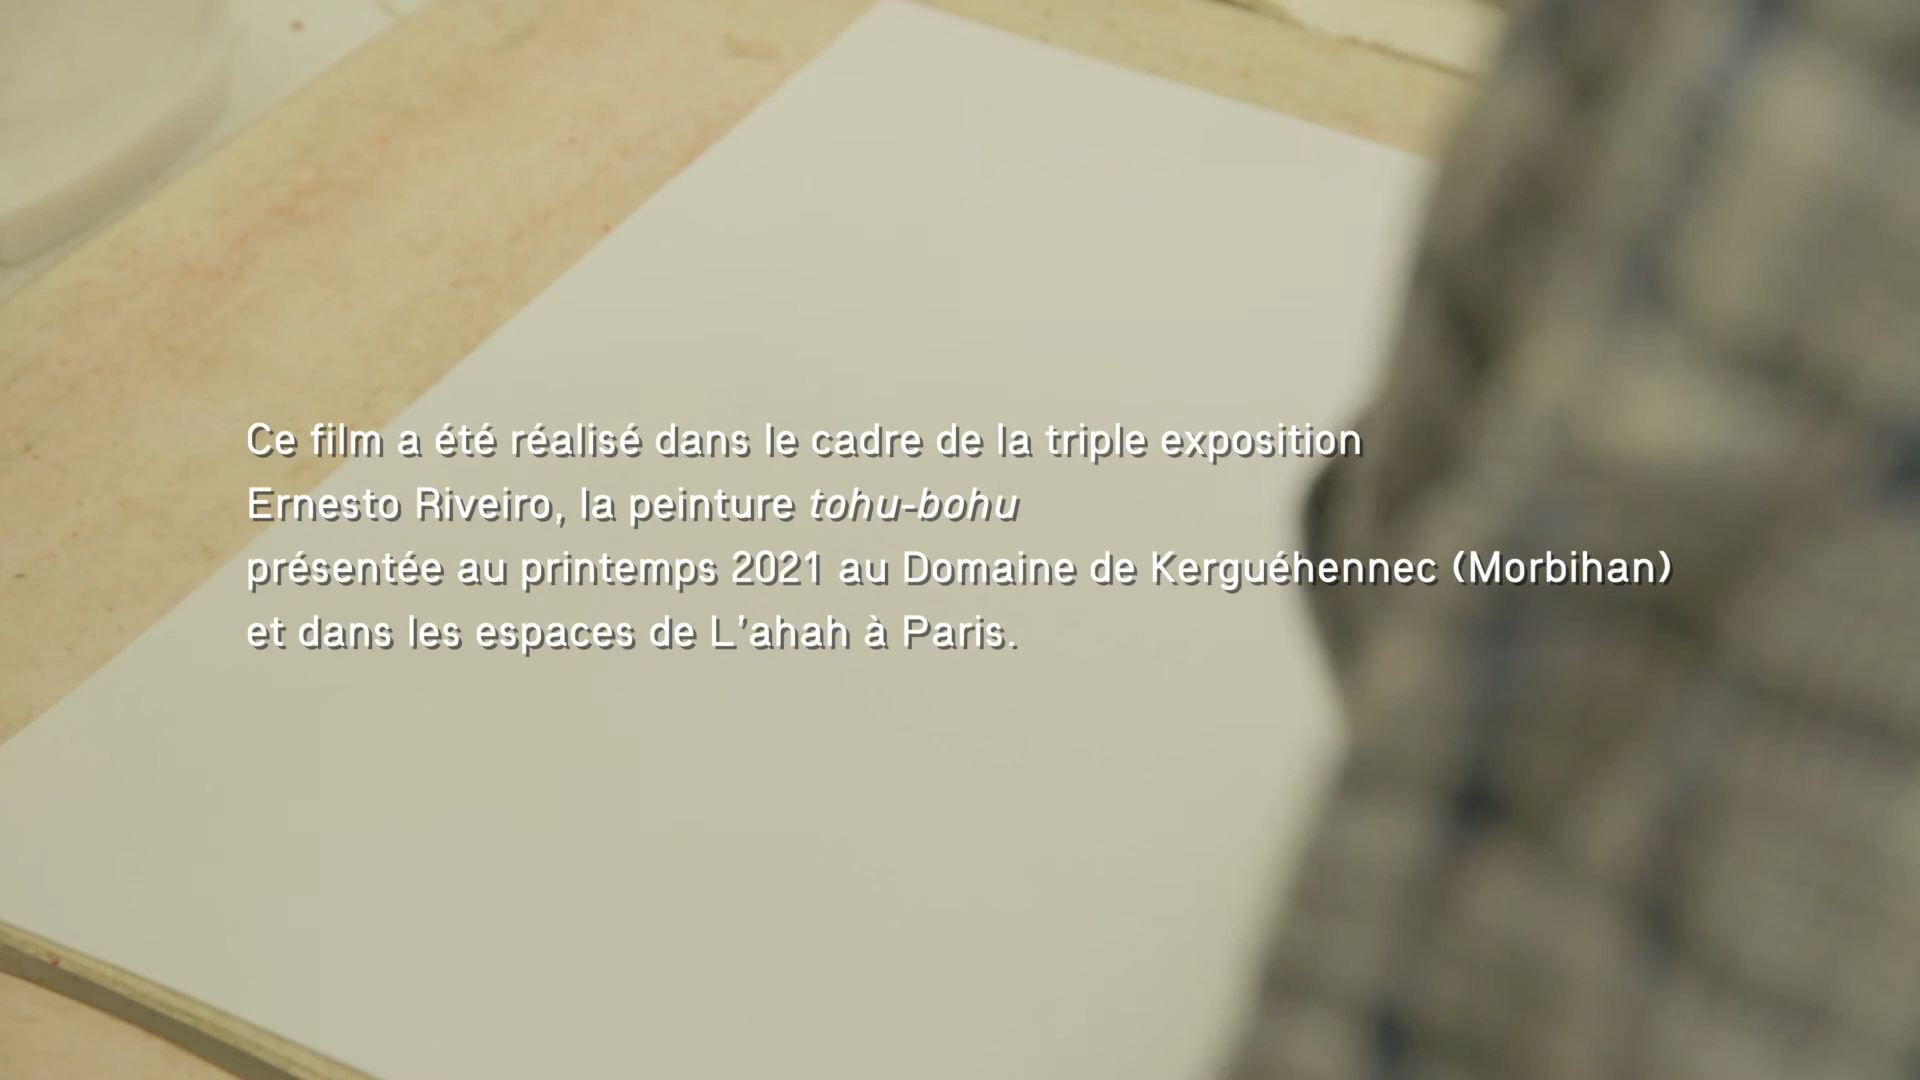 Ce film a été réalisé dans le cadre de la triple exposition
Ernesto Riveiro, la peinture tohu-bohu
présentée au printemps 2021 au Domaine de Kerguéhennec (Morbihan)
et dans les espaces de L’ahah à Paris.